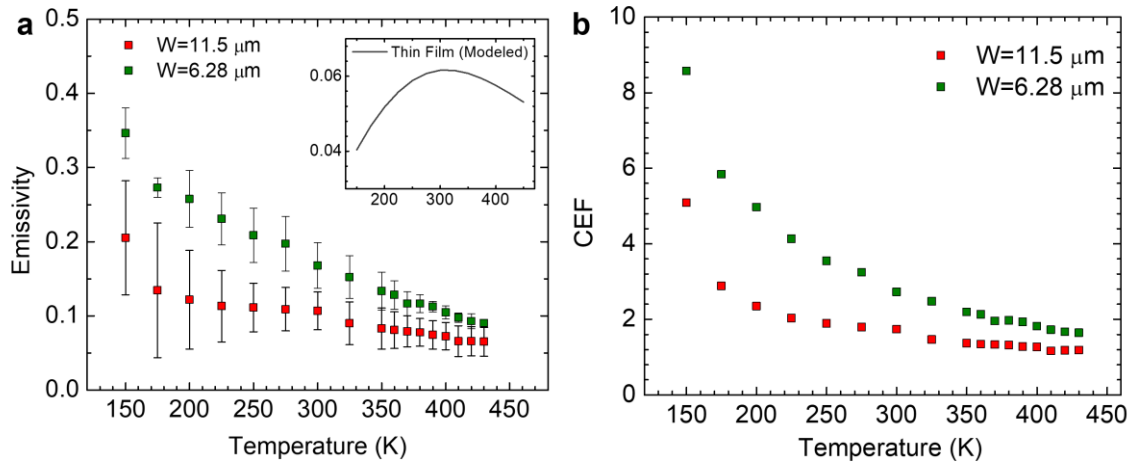 a
W=11.5 μm
W=6.28 μm
Thin Film (Modeled)
0.06
0.04
200 300 400
0.5
0.4
0.3
0.2
0.1
0.0
Emissivity
150 200 250 300 350 400 450
Temperature (K)
b
W=11.5 μm
W=6.28 μm
10
8
6
4
2
0
CEF
150 200 250 300 350 400 450
Temperature (K)